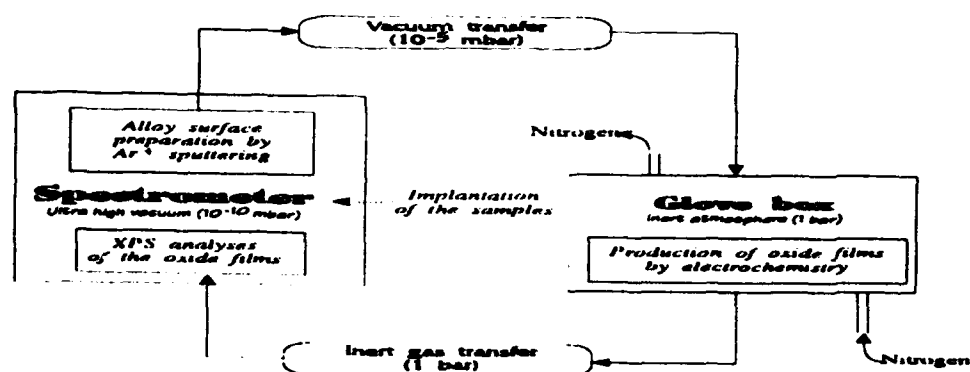 Vacuum transfer
(10-5 mbar)
Alloy surface
preparation by
Ar+ sputtering
Nitrogene
Spectrometer
Ultra high vacuum (10-10 mbar)
Implantation
of the samples
Glove box
Inert atmosphere (1 bar)
XPS analyses
of the oxide films
Production of oxide films
by electrochemistry
Inert gas transfer
(1 bar)
Nitrogen